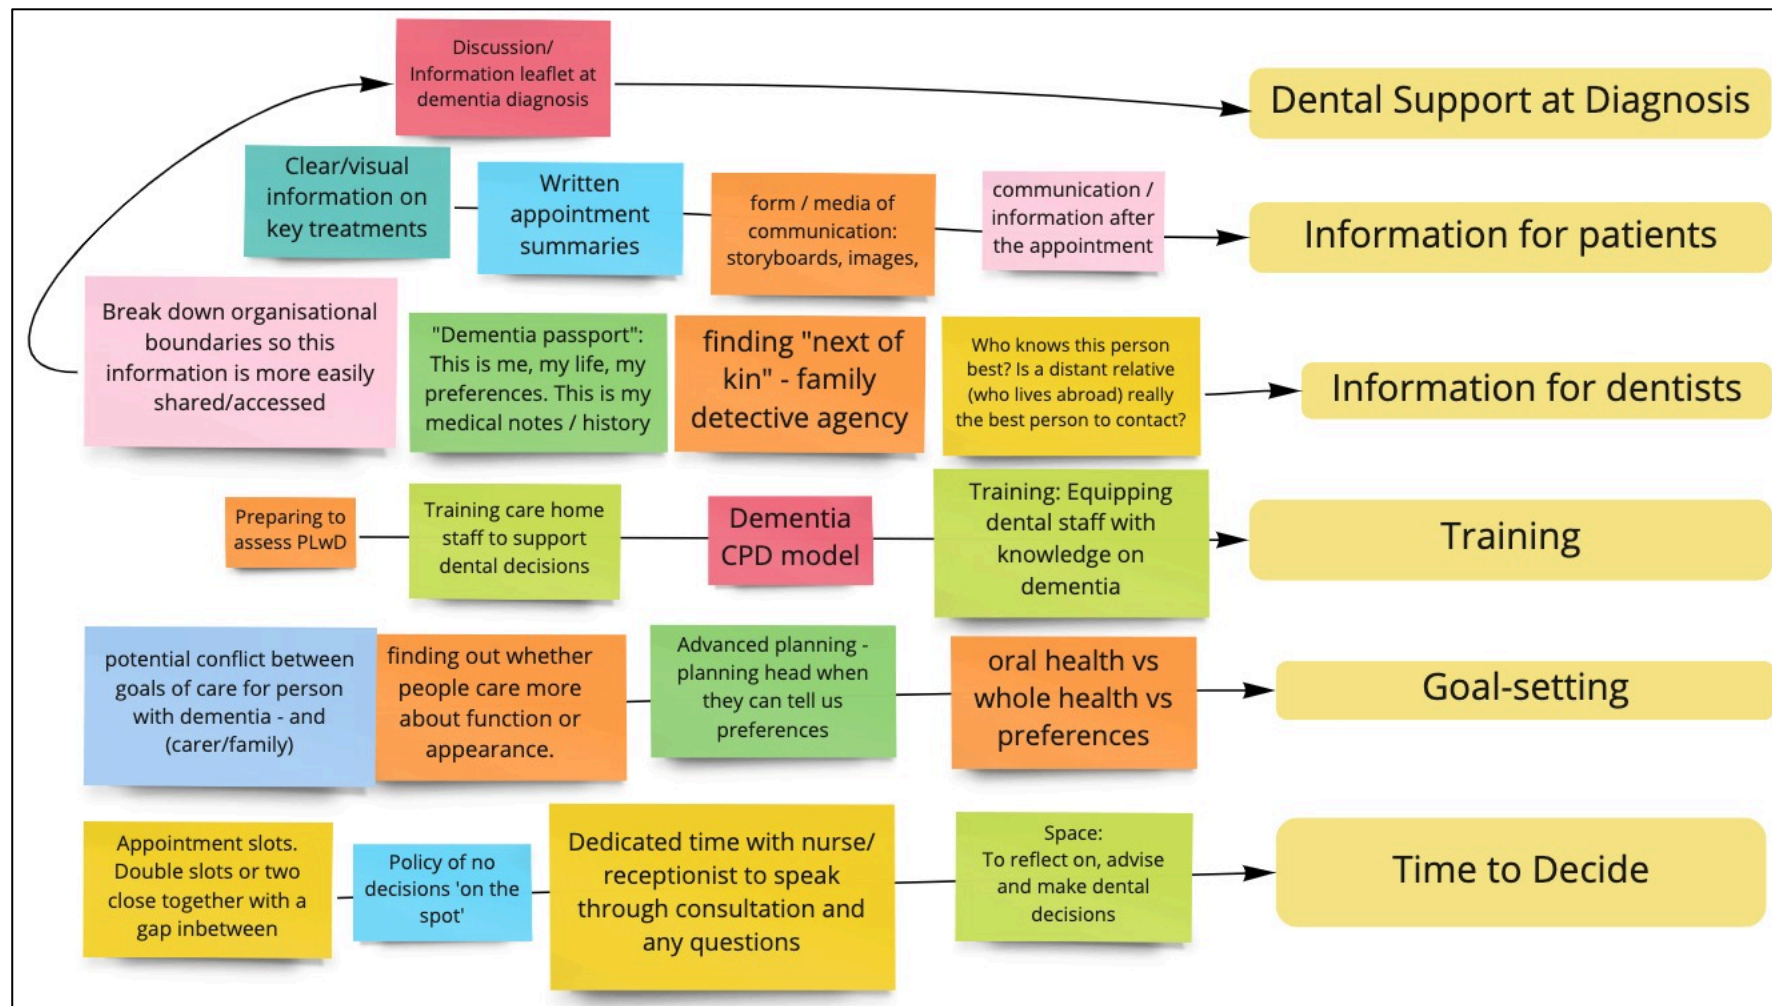 Discussion/
Information leaflet at
dementia diagnosis
Dental Support at Diagnosis
Clear/visual
information on
key treatments
Written
appointment
summaries
form / media of
communication:
storyboards, images,
communication /
information after
the appointment
Information for patients
Break down organisational
boundaries so this
information is more easily
shared/accessed
"Dementia passport":
This is me, my life, my
preferences. This is my
medical notes / history
finding "next of
kin" - family
detective agency
Who knows this person
best? Is a distant relative
(who lives abroad) really
the best person to contact?
Information for dentists
Preparing to
assess PLwD
Training care home
staff to support
dental decisions
Dementia
CPD model
Training: Equipping
dental staff with
knowledge on
dementia
Training
potential conflict between
goals of care for person
with dementia - and
(carer/family)
finding out whether
people care more
about function or
appearance.
Advanced planning -
planning head when
they can tell us
preferences
oral health vs
whole health vs
preferences
Goal-setting
Appointment slots.
Double slots or two
close together with a
gap inbetween
Policy of no
decisions 'on the
spot'
Dedicated time with nurse/
receptionist to speak
through consultation and
any questions
Space:
To reflect on, advise
and make dental
decisions
Time to Decide